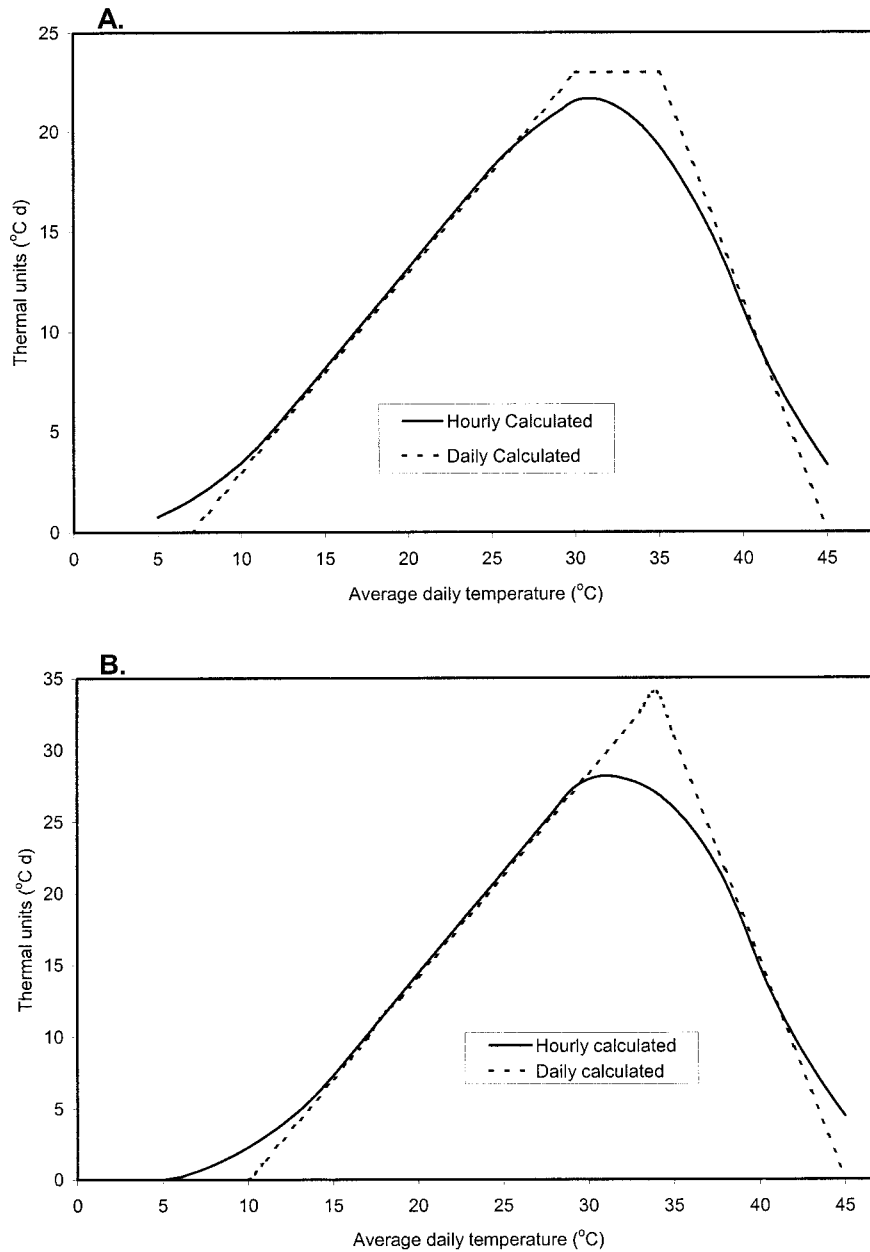 A.
25
20
15
10
5
0
Thermal units (°C d)
Hourly Calculated
Daily Calculated
0 5 10 15 20 25 30 35 40 45
Average daily temperature (°C)
B.
35
30
25
20
15
10
5
0
Thermal units (°C d)
Hourly calculated
Daily calculated
0 5 10 15 20 25 30 35 40 45
Average daily temperature (°C)